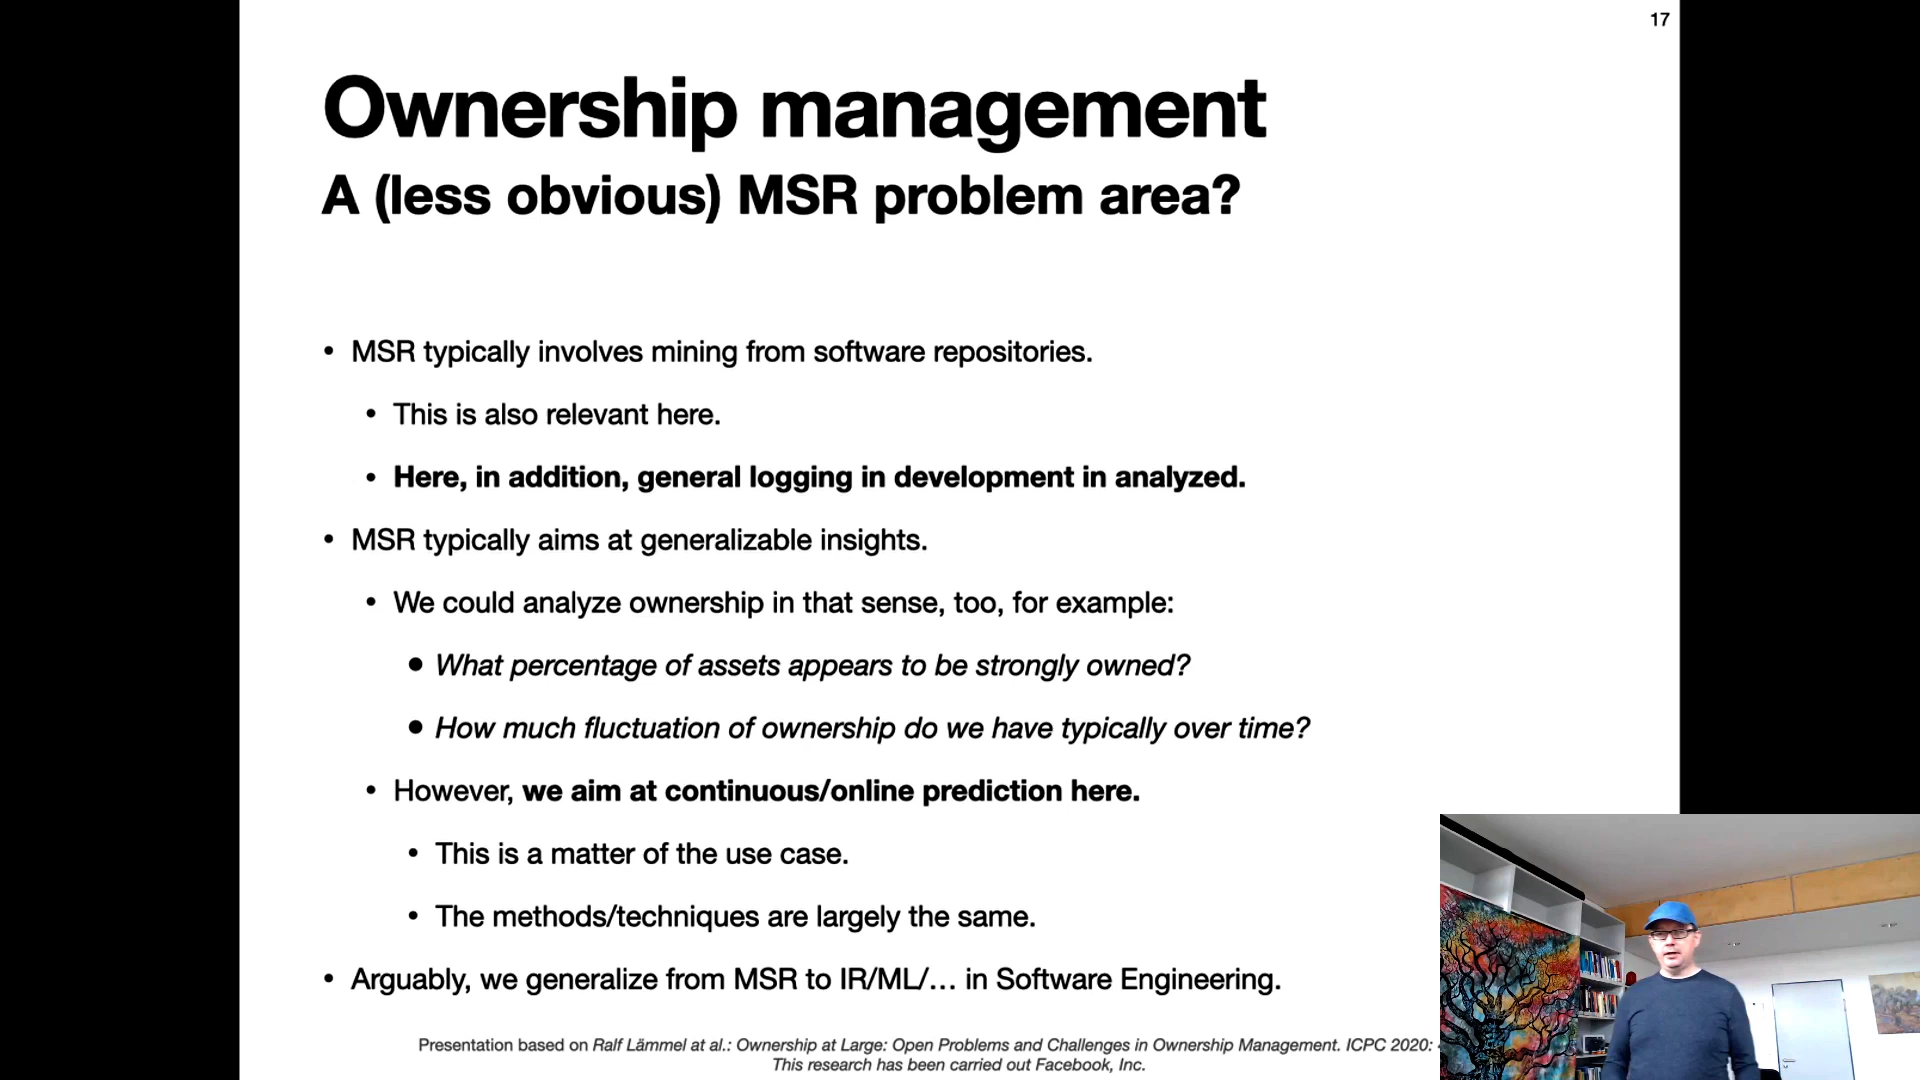 17
Ownership management
A (less obvious) MSR problem area?
• MSR typically involves mining from software repositories.
• This is also relevant here.
• Here, in addition, general logging in development in analyzed.
• MSR typically aims at generalizable insights.
• We could analyze ownership in that sense, too, for example:
• What percentage of assets appears to be strongly owned?
• How much fluctuation of ownership do we have typically over time?
• However, we aim at continuous/online prediction here.
• This is a matter of the use case.
• The methods/techniques are largely the same.
• Arguably, we generalize from MSR to IR/ML/… in Software Engineering.
Presentation based on Ralf Lämmel at al.: Ownership at Large: Open Problems and Challenges in Ownership Management. ICPC 2020:
This research has been carried out Facebook, Inc.